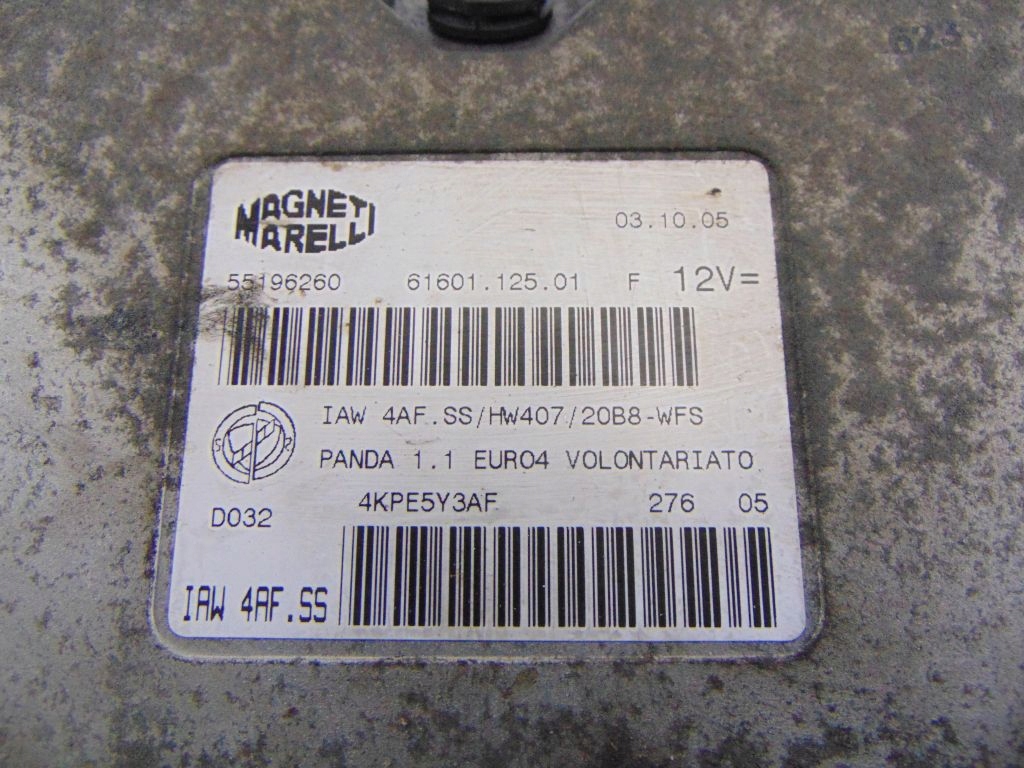 823
MAGNETI
MARELLI
03.10.05
55196260 61601.125.01 F 12V=
IAW 4AF.SS/HW407/20B8-WFS
S R
PANDA 1.1 EURO4 VOLONTARIATO
4KPE5Y3AF 276 05
D032
IAW 4AF.SS